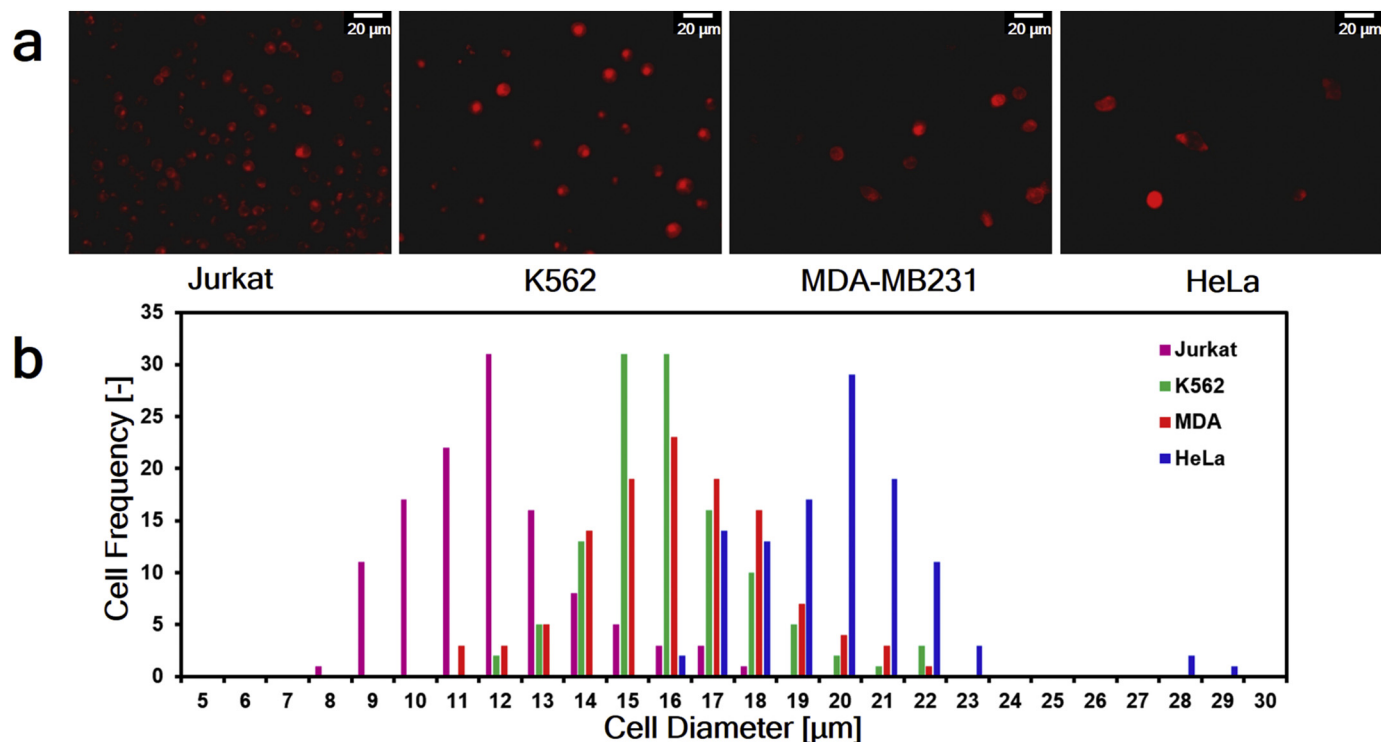 a
20 µm
20 µm
20 µm
20 µm
Jurkat
K562
MDA-MB231
HeLa
b
Cell Frequency [-]
35
30
25
20
15
10
5
0
Jurkat
K562
MDA
HeLa
5 6 7 8 9 10 11 12 13 14 15 16 17 18 19 20 21 22 23 24 25 26 27 28 29 30
Cell Diameter [µm]